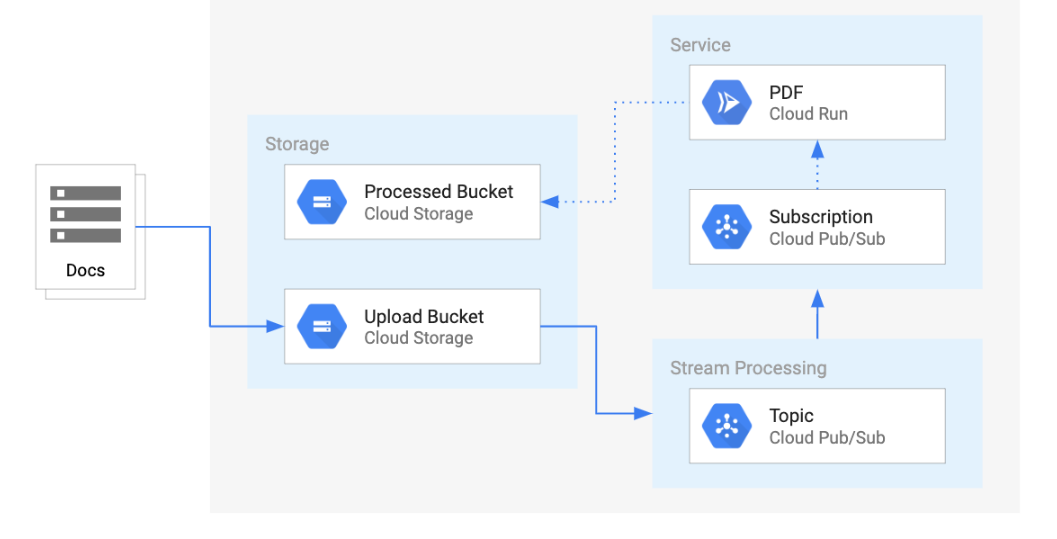 Service
PDF
Cloud Run
Storage
Processed Bucket
Cloud Storage
Subscription
Cloud Pub/Sub
Docs
Upload Bucket
Cloud Storage
Stream Processing
Topic
Cloud Pub/Sub